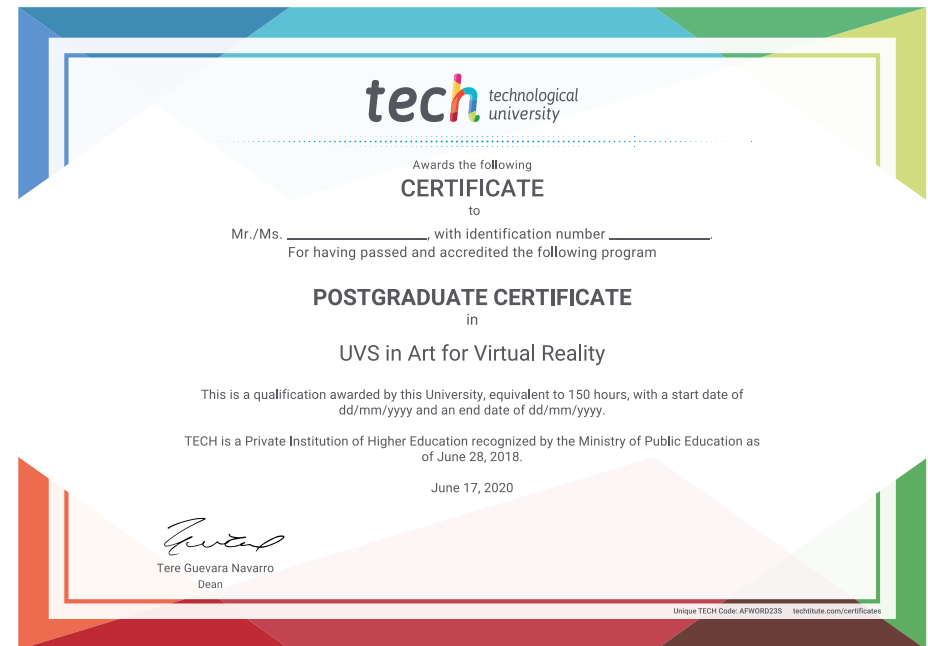 tech technological
university
Awards the following
CERTIFICATE
to
Mr./Ms. ____________________, with identification number ______________.
For having passed and accredited the following program
POSTGRADUATE CERTIFICATE
in
UVS in Art for Virtual Reality
This is a qualification awarded by this University, equivalent to 150 hours, with a start date of
dd/mm/yyyy and an end date of dd/mm/yyyy.
TECH is a Private Institution of Higher Education recognized by the Ministry of Public Education as
of June 28, 2018.
June 17, 2020
Tere Guevara Navarro
Dean
Unique TECH Code: AFWORD23S techtitute.com/certificates